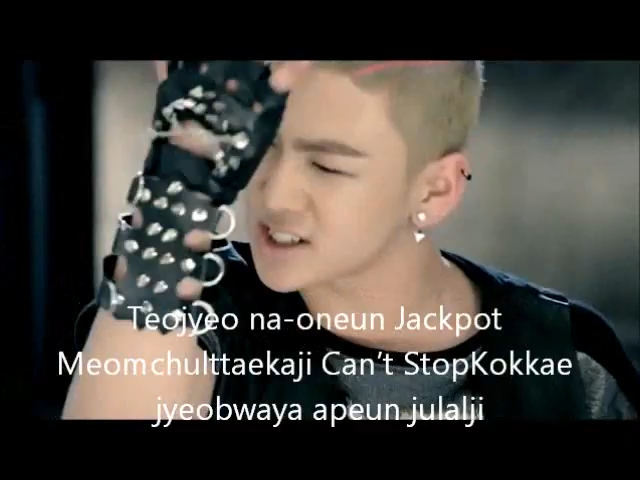 Teojyeo na-oneun Jackpot
Meomchulttaekaji Can’t StopKokkae
jyeobwaya apeun julalji